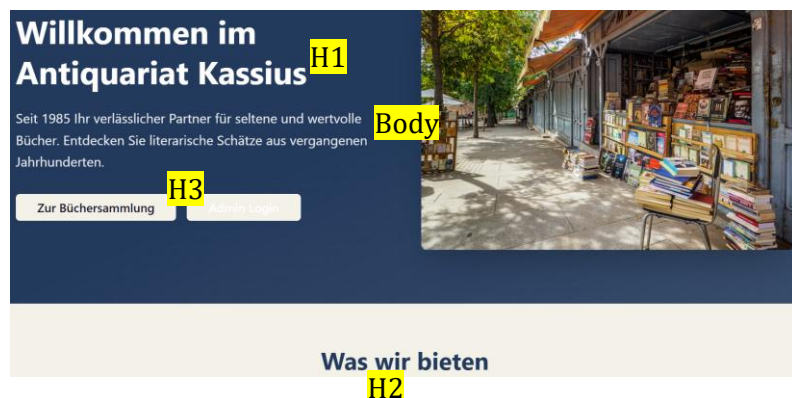 Willkommen im
Antiquariat Kassius
H1
Seit 1985 Ihr verlässlicher Partner für seltene und wertvolle
Bücher. Entdecken Sie literarische Schätze aus vergangenen
Jahrhunderten.
Body
H3
Zur Büchersammlung
Admin Login
Was wir bieten
H2